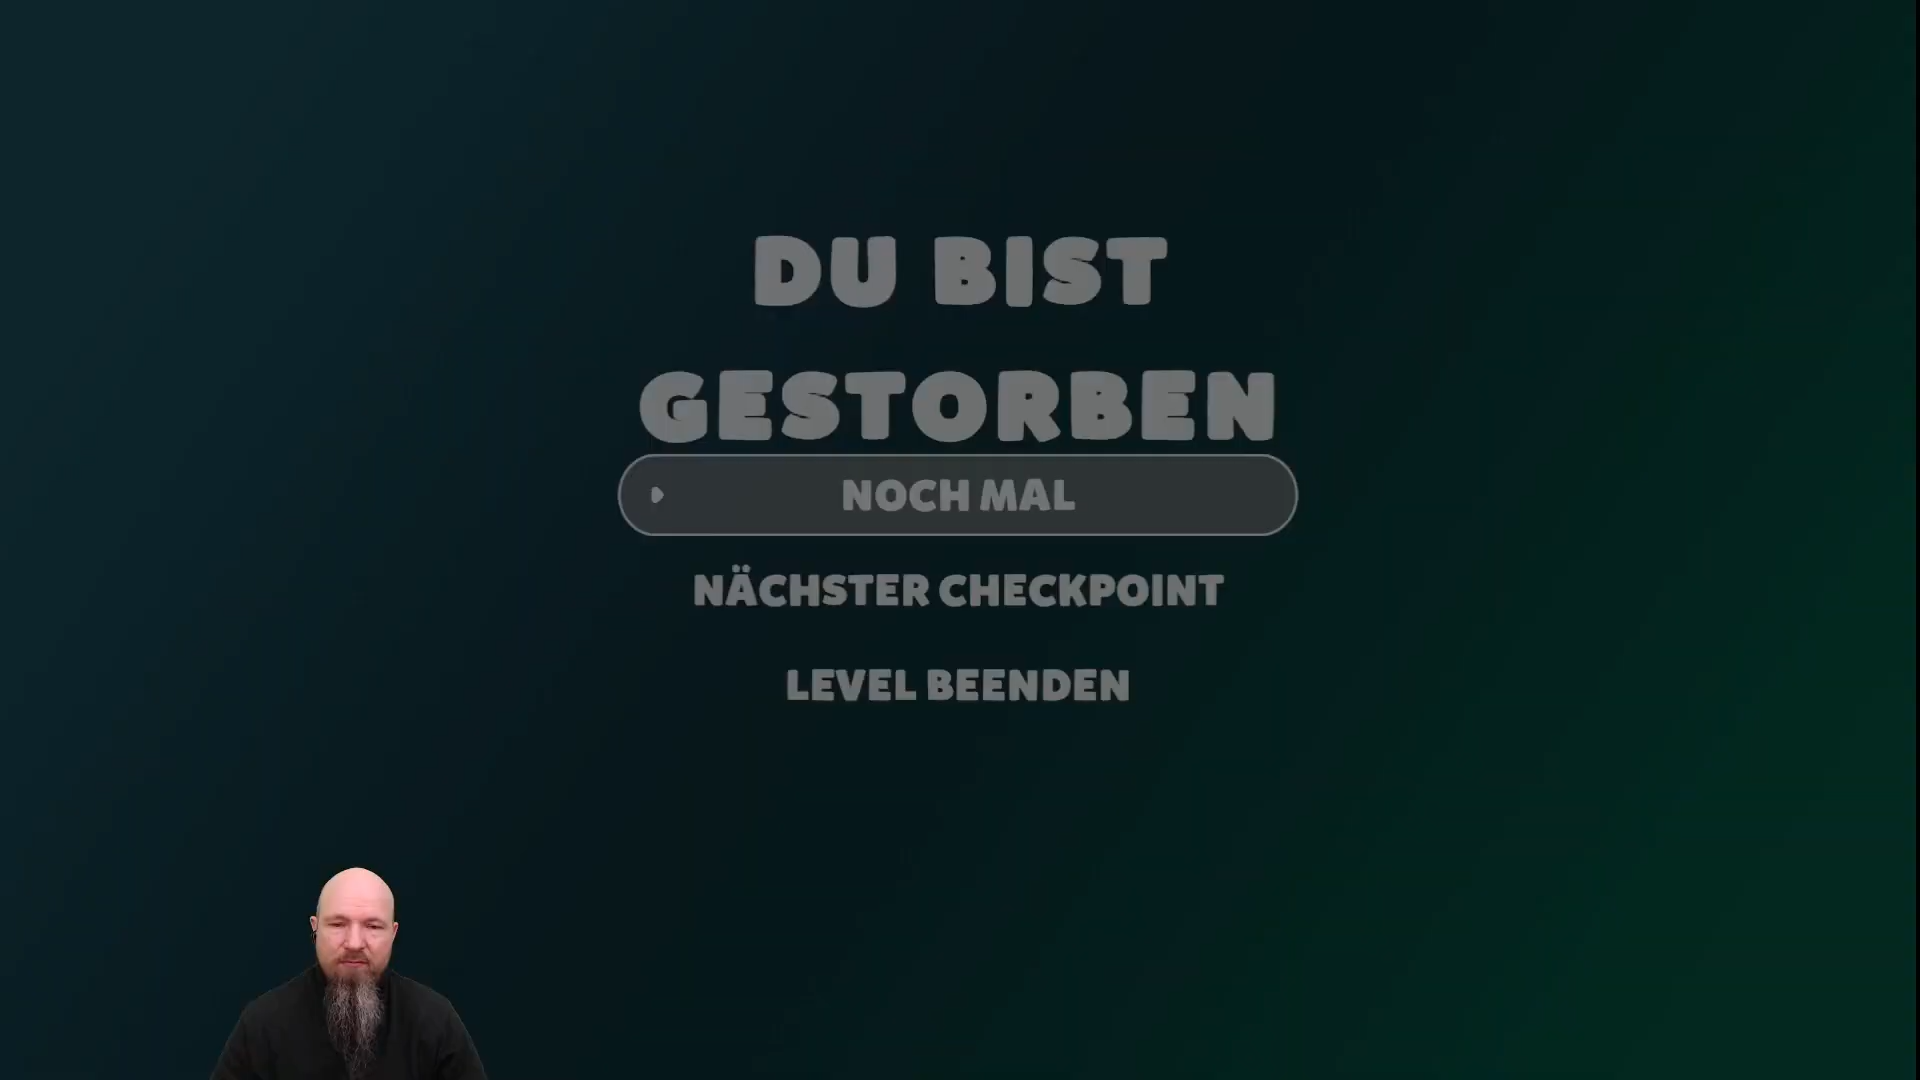 DU BIST
GESTORBEN
NOCH MAL
NÄCHSTER CHECKPOINT
LEVEL BEENDEN